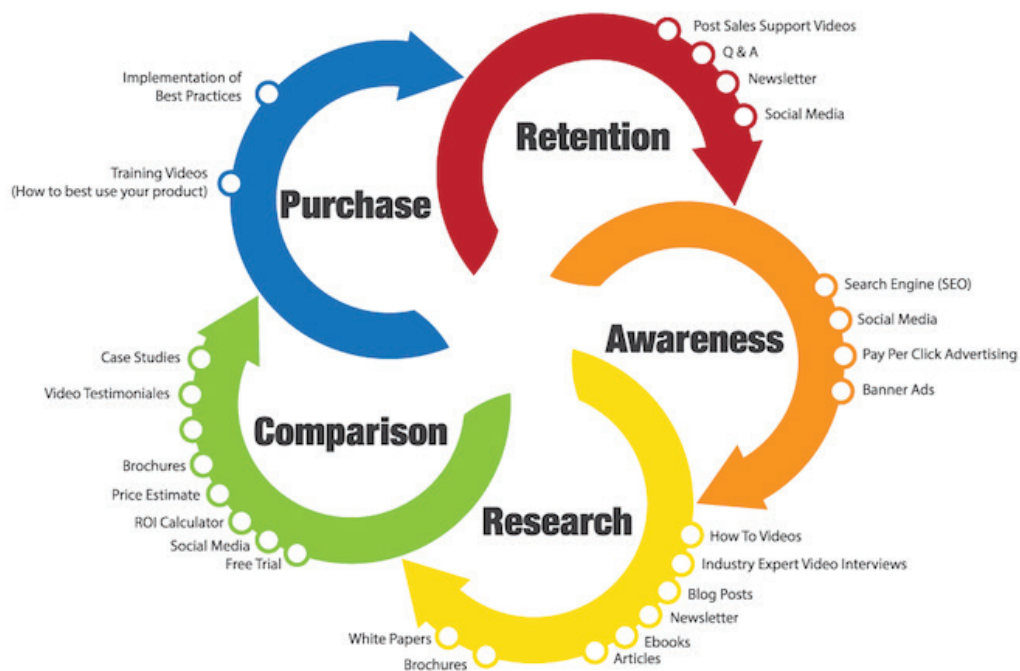 Retention
Post Sales Support Videos
Q & A
Newsletter
Social Media
Awareness
Search Engine (SEO)
Social Media
Pay Per Click Advertising
Banner Ads
Research
How To Videos
Industry Expert Video Interviews
Blog Posts
Newsletter
Ebooks
Articles
Brochures
White Papers
Comparison
Free Trial
Social Media
ROI Calculator
Price Estimate
Brochures
Video Testimoniales
Case Studies
Purchase
Training Videos
(How to best use your product)
Implementation of
Best Practices